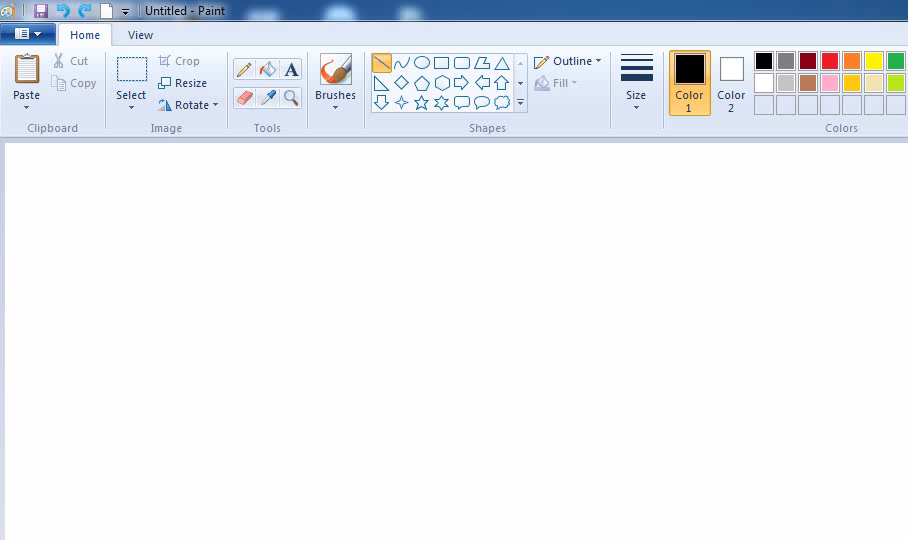 Untitled - Paint
Home View
Paste Cut Copy
Select Crop Resize Rotate
A
Brushes
Outline Fill
Size
Color 1 Color 2
Clipboard Image Tools Shapes Colors